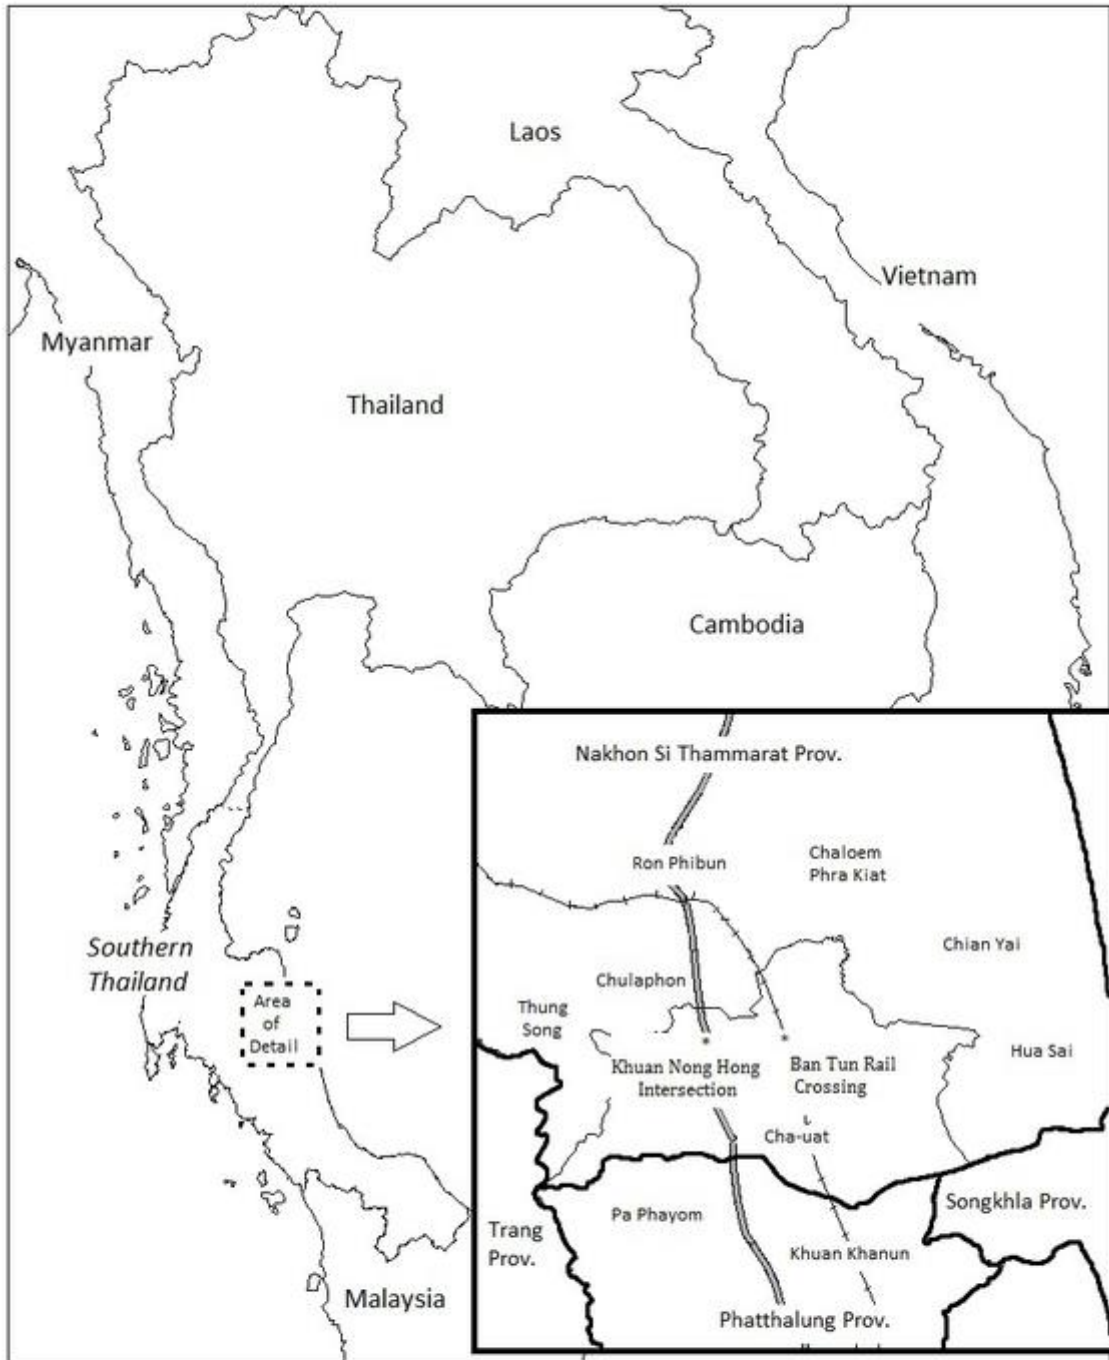 Laos
Vietnam
Myanmar
Thailand
Cambodia
Southern
Thailand
Area
of
Detail
Malaysia
Nakhon Si Thammarat Prov.
Ron Phibun
Chaloem
Phra Kiat
Chian Yai
Chulaphon
Thung
Song
Hua Sai
Khuan Nong Hong
Intersection
Ban Tun Rail
Crossing
Cha-uat
Pa Phayom
Songkhla Prov.
Trang
Prov.
Khuan Khanun
Phatthalung Prov.